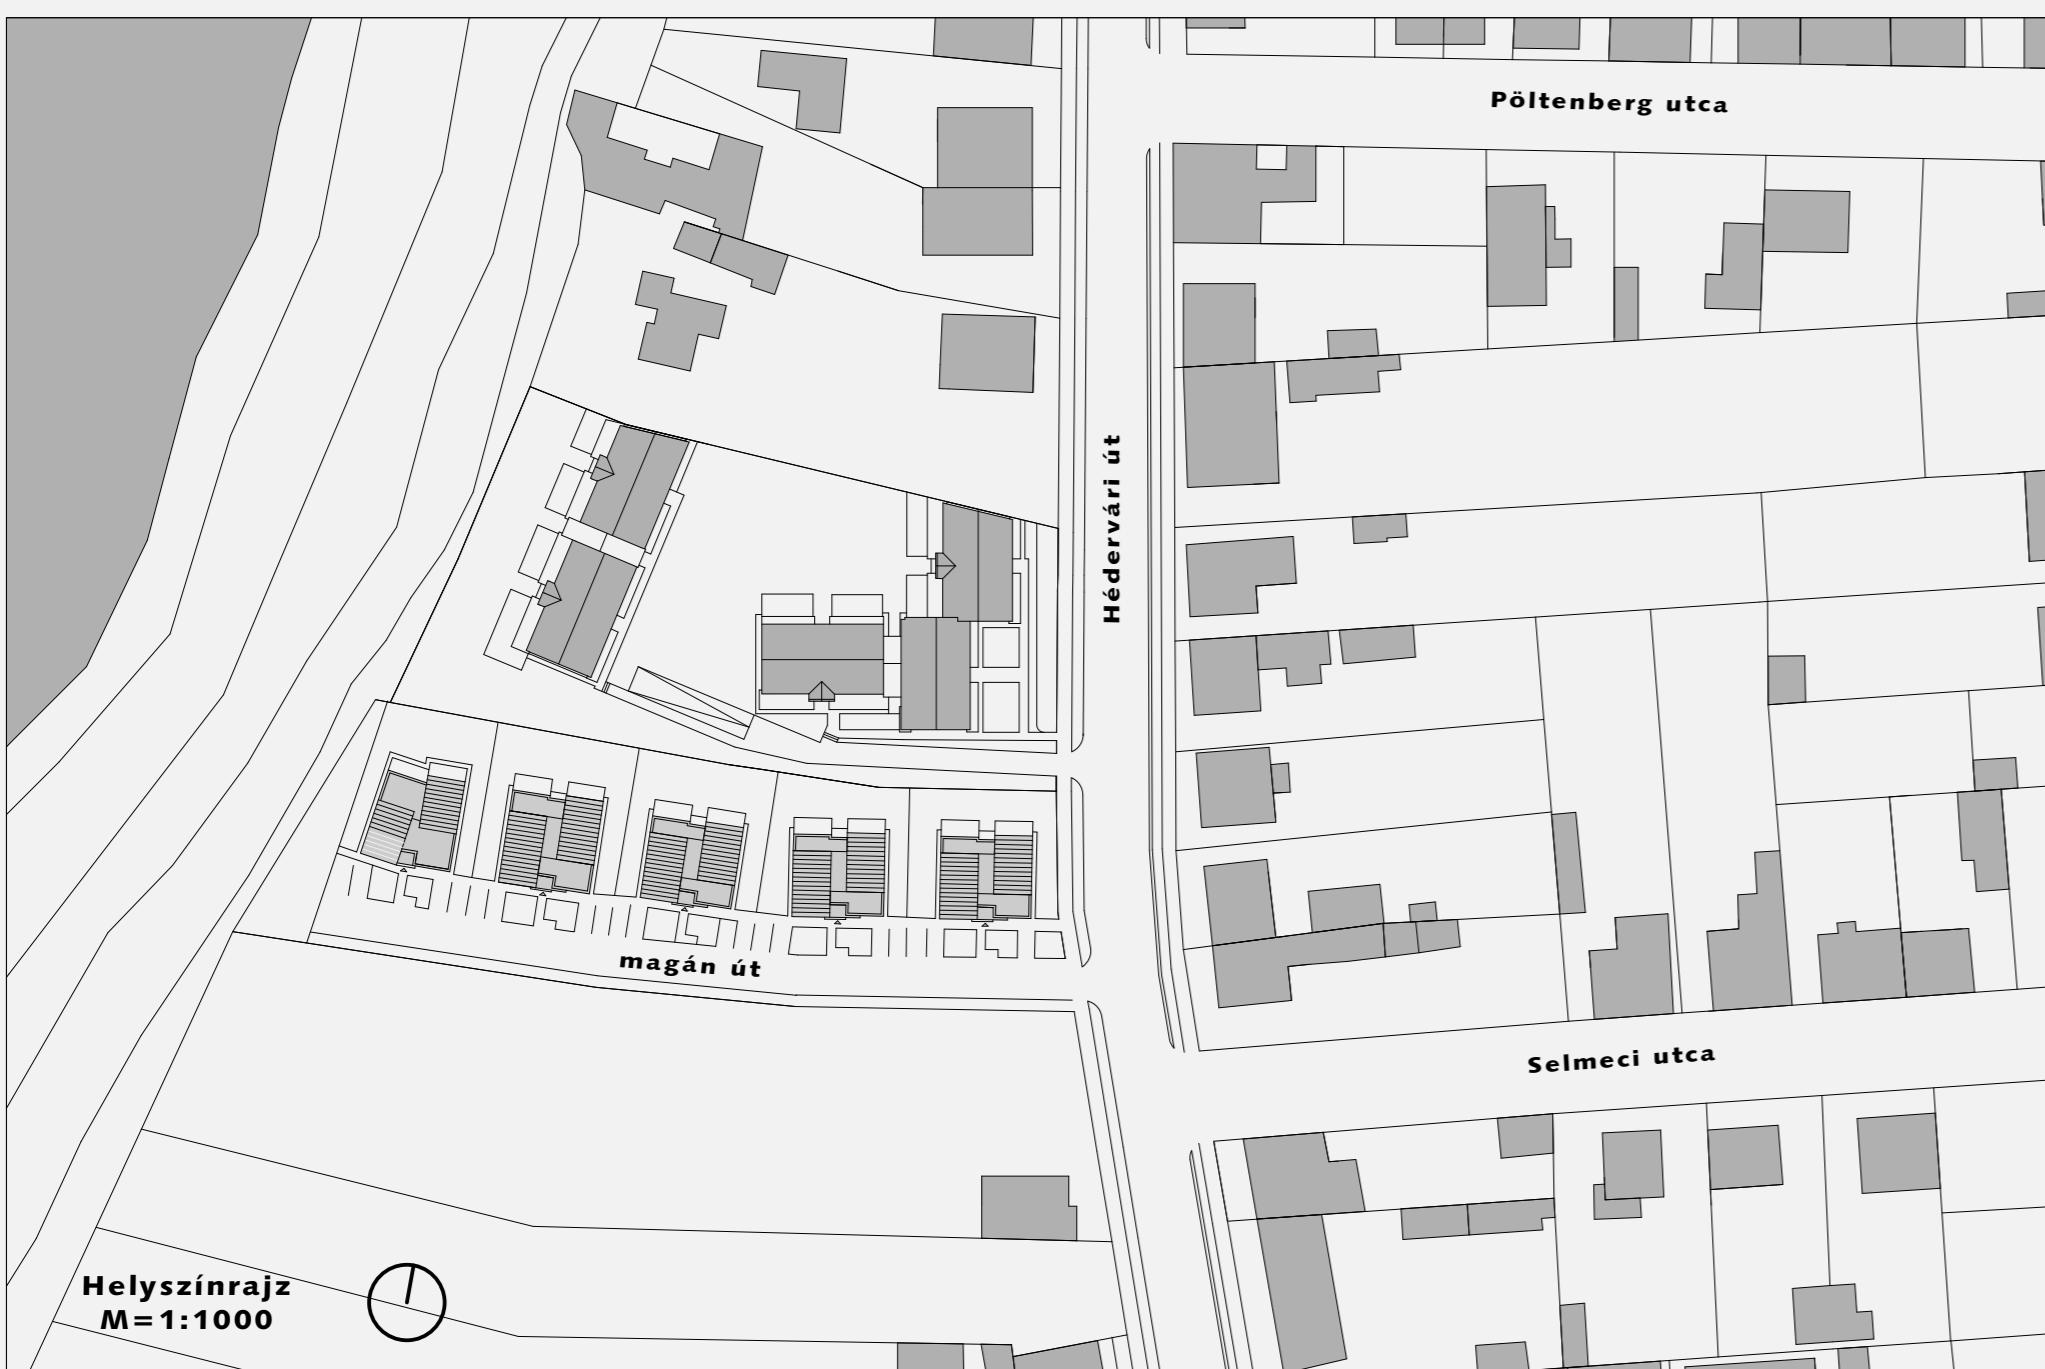 Pöltenberg utca
Hédervári út
magán út
Selmeci utca
Helyszínrajz
M=1:1000